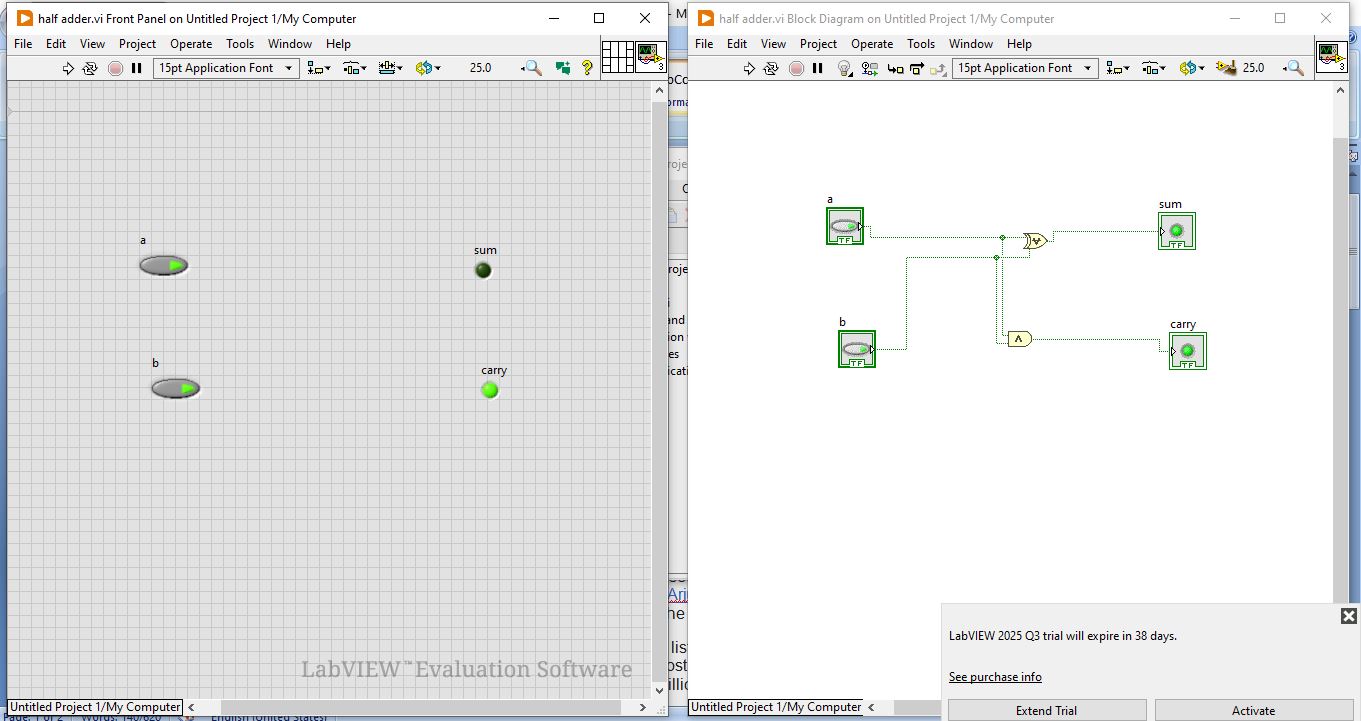 half adder.vi Front Panel on Untitled Project 1/My Computer
File Edit View Project Operate Tools Window Help
15pt Application Font
25.0
3
a
sum
b
carry
LabVIEW™ Evaluation Software
Untitled Project 1/My Computer
half adder.vi Block Diagram on Untitled Project 1/My Computer
File Edit View Project Operate Tools Window Help
15pt Application Font
25.0
3
a
TF
sum
TF
b
TF
carry
TF
Untitled Project 1/My Computer
LabVIEW 2025 Q3 trial will expire in 38 days.
See purchase info
Extend Trial
Activate